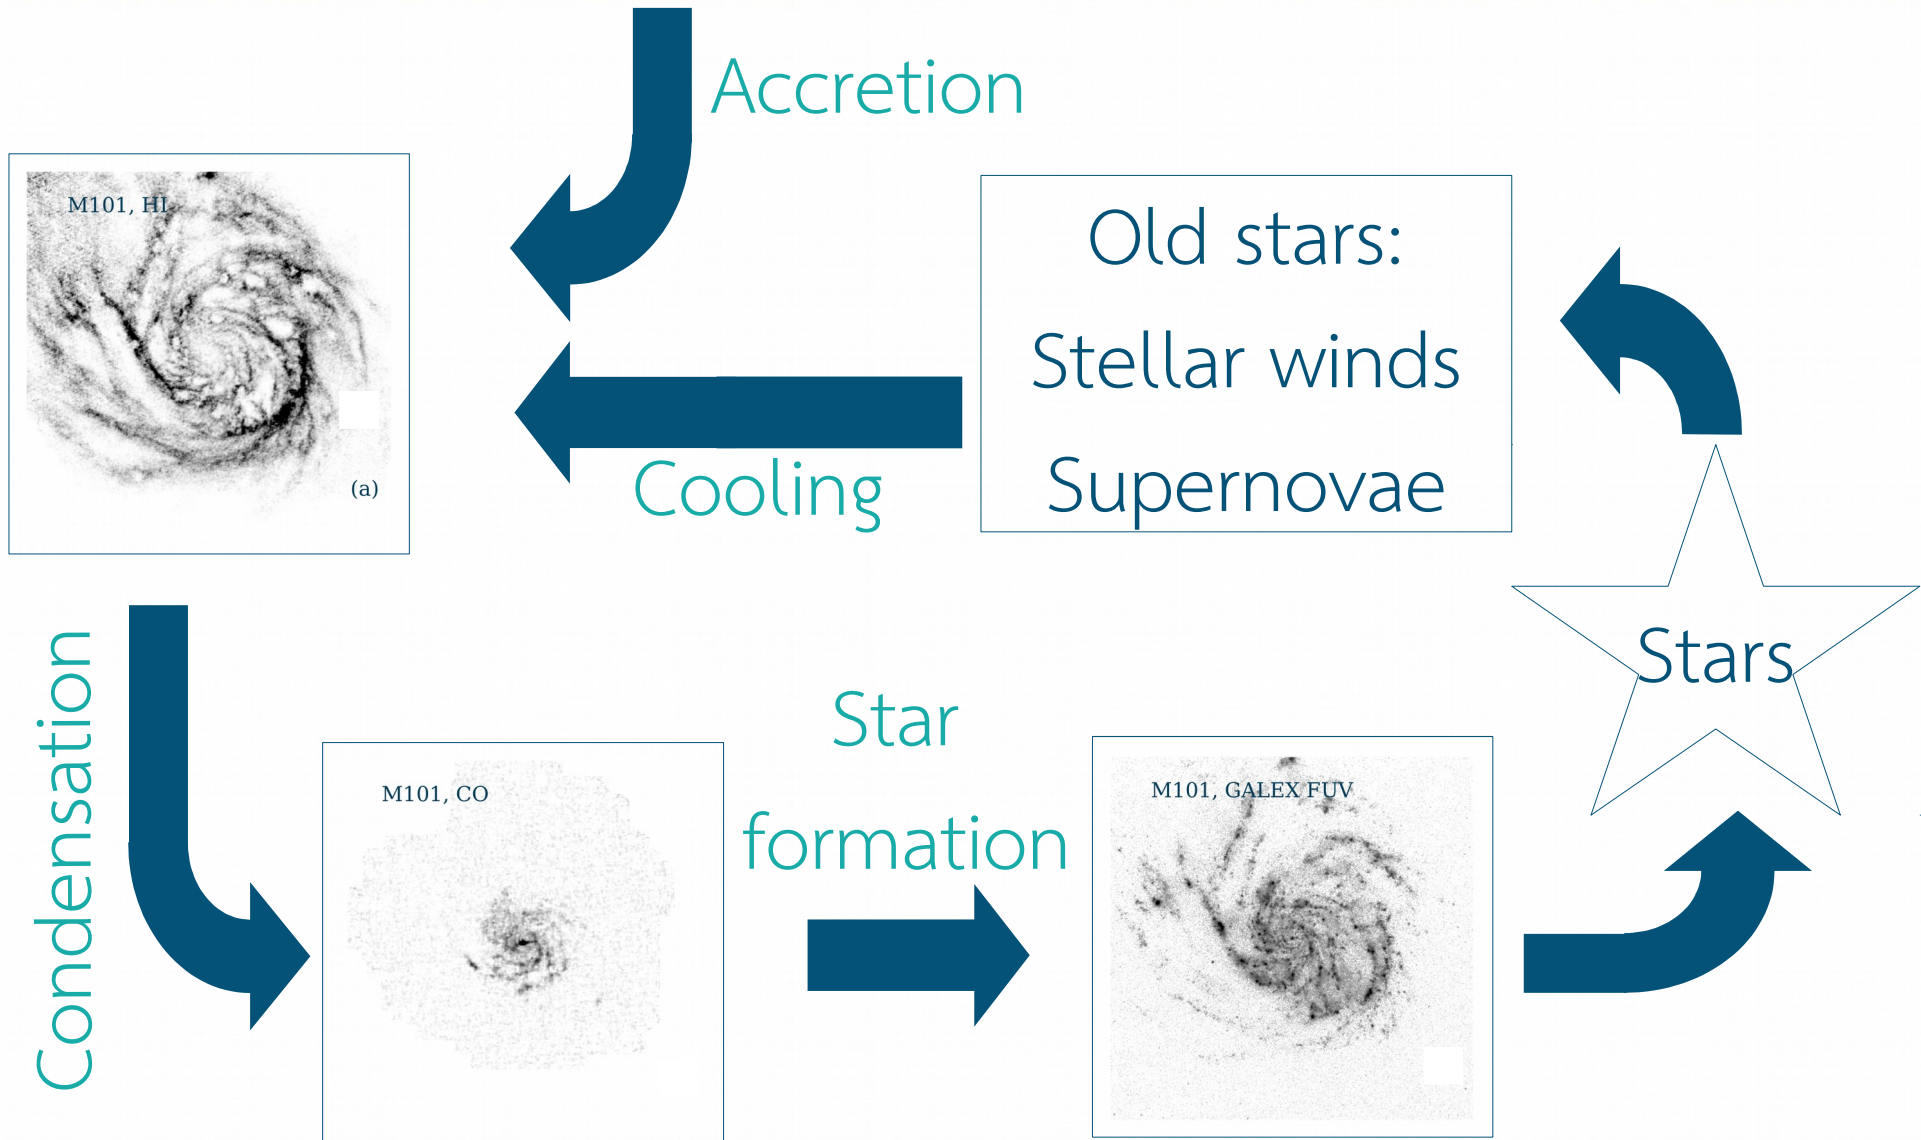 Accretion
M101, HI
(a)
Old stars:
Stellar winds
Supernovae
Cooling
Stars
Condensation
M101, CO
Star
formation
M101, GALEX FUV